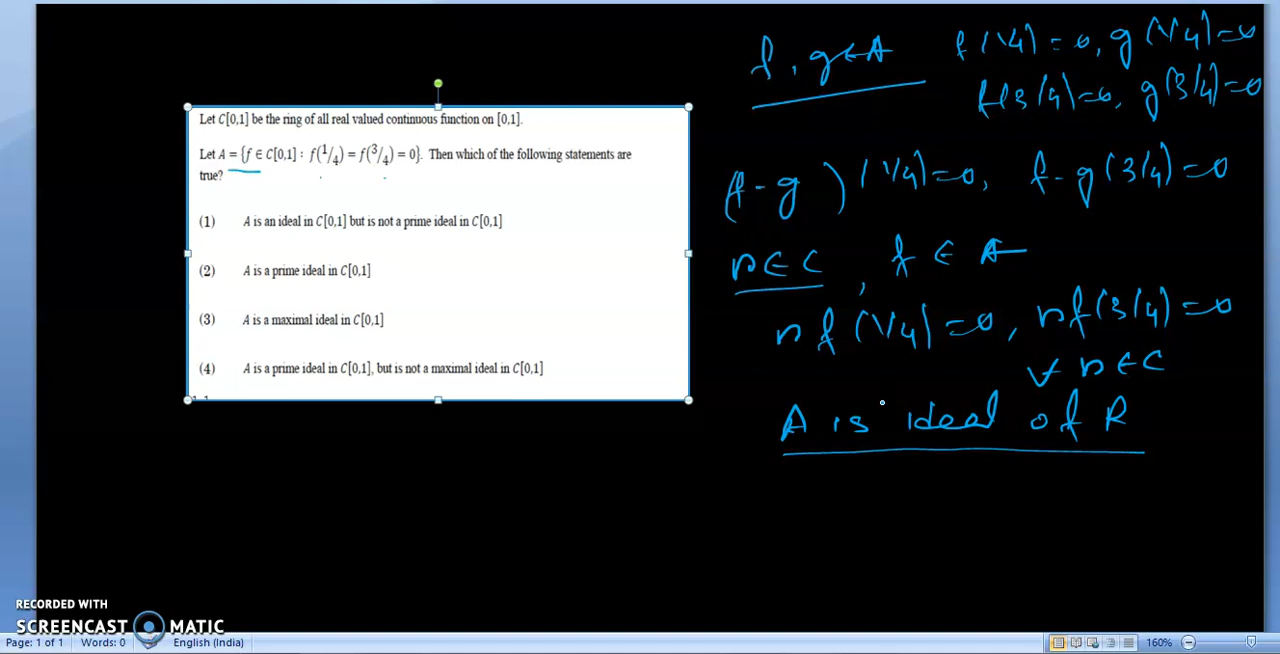 Let C[0,1] be the ring of all real valued continuous function on [0,1].
Let A = {f ∈ C[0,1] : f(1/4) = f(3/4) = 0}. Then which of the following statements are
true?
(1) A is an ideal in C[0,1] but is not a prime ideal in C[0,1]
(2) A is a prime ideal in C[0,1]
(3) A is a maximal ideal in C[0,1]
(4) A is a prime ideal in C[0,1], but is not a maximal ideal in C[0,1]
f, g ∈ A f(1/4) = 0, g(1/4) = 0
f(3/4) = 0, g(3/4) = 0
(f - g)(1/4) = 0, f - g(3/4) = 0
r ∈ C, f ∈ A
rf(1/4) = 0, rf(3/4) = 0
∀ r ∈ C
A is ideal of R
RECORDED WITH
SCREENCAST MATIC
Page: 1 of 1 Words: 0 English (India) 160%